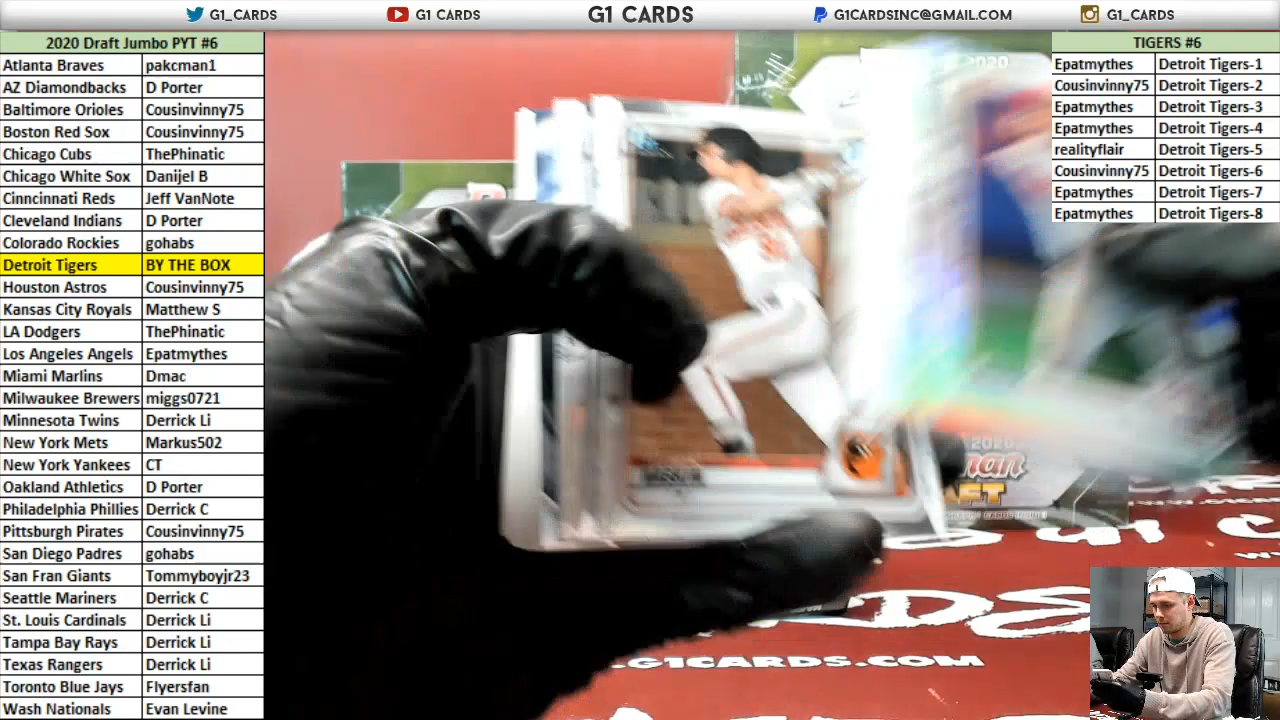 G1_CARDS
G1 CARDS
G1 CARDS
G1CARDSINC@GMAIL.COM
G1_CARDS
2020 Draft Jumbo PYT #6
Atlanta Braves pakcman1
AZ Diamondbacks D Porter
Baltimore Orioles Cousinvinny75
Boston Red Sox Cousinvinny75
Chicago Cubs ThePhinatic
Chicago White Sox Danijel B
Cinncinnati Reds Jeff VanNote
Cleveland Indians D Porter
Colorado Rockies gohabs
Detroit Tigers BY THE BOX
Houston Astros Cousinvinny75
Kansas City Royals Matthew S
LA Dodgers ThePhinatic
Los Angeles Angels Epatmythes
Miami Marlins Dmac
Milwaukee Brewers miggs0721
Minnesota Twins Derrick Li
New York Mets Markus502
New York Yankees CT
Oakland Athletics D Porter
Philadelphia Phillies Derrick C
Pittsburgh Pirates Cousinvinny75
San Diego Padres gohabs
San Fran Giants Tommyboyjr23
Seattle Mariners Derrick C
St. Louis Cardinals Derrick Li
Tampa Bay Rays Derrick Li
Texas Rangers Derrick Li
Toronto Blue Jays Flyersfan
Wash Nationals Evan Levine
TIGERS #6
Epatmythes Detroit Tigers-1
Cousinvinny75 Detroit Tigers-2
Epatmythes Detroit Tigers-3
Epatmythes Detroit Tigers-4
realityflair Detroit Tigers-5
Cousinvinny75 Detroit Tigers-6
Epatmythes Detroit Tigers-7
Epatmythes Detroit Tigers-8
2020
2020
.G1CARDS.COM